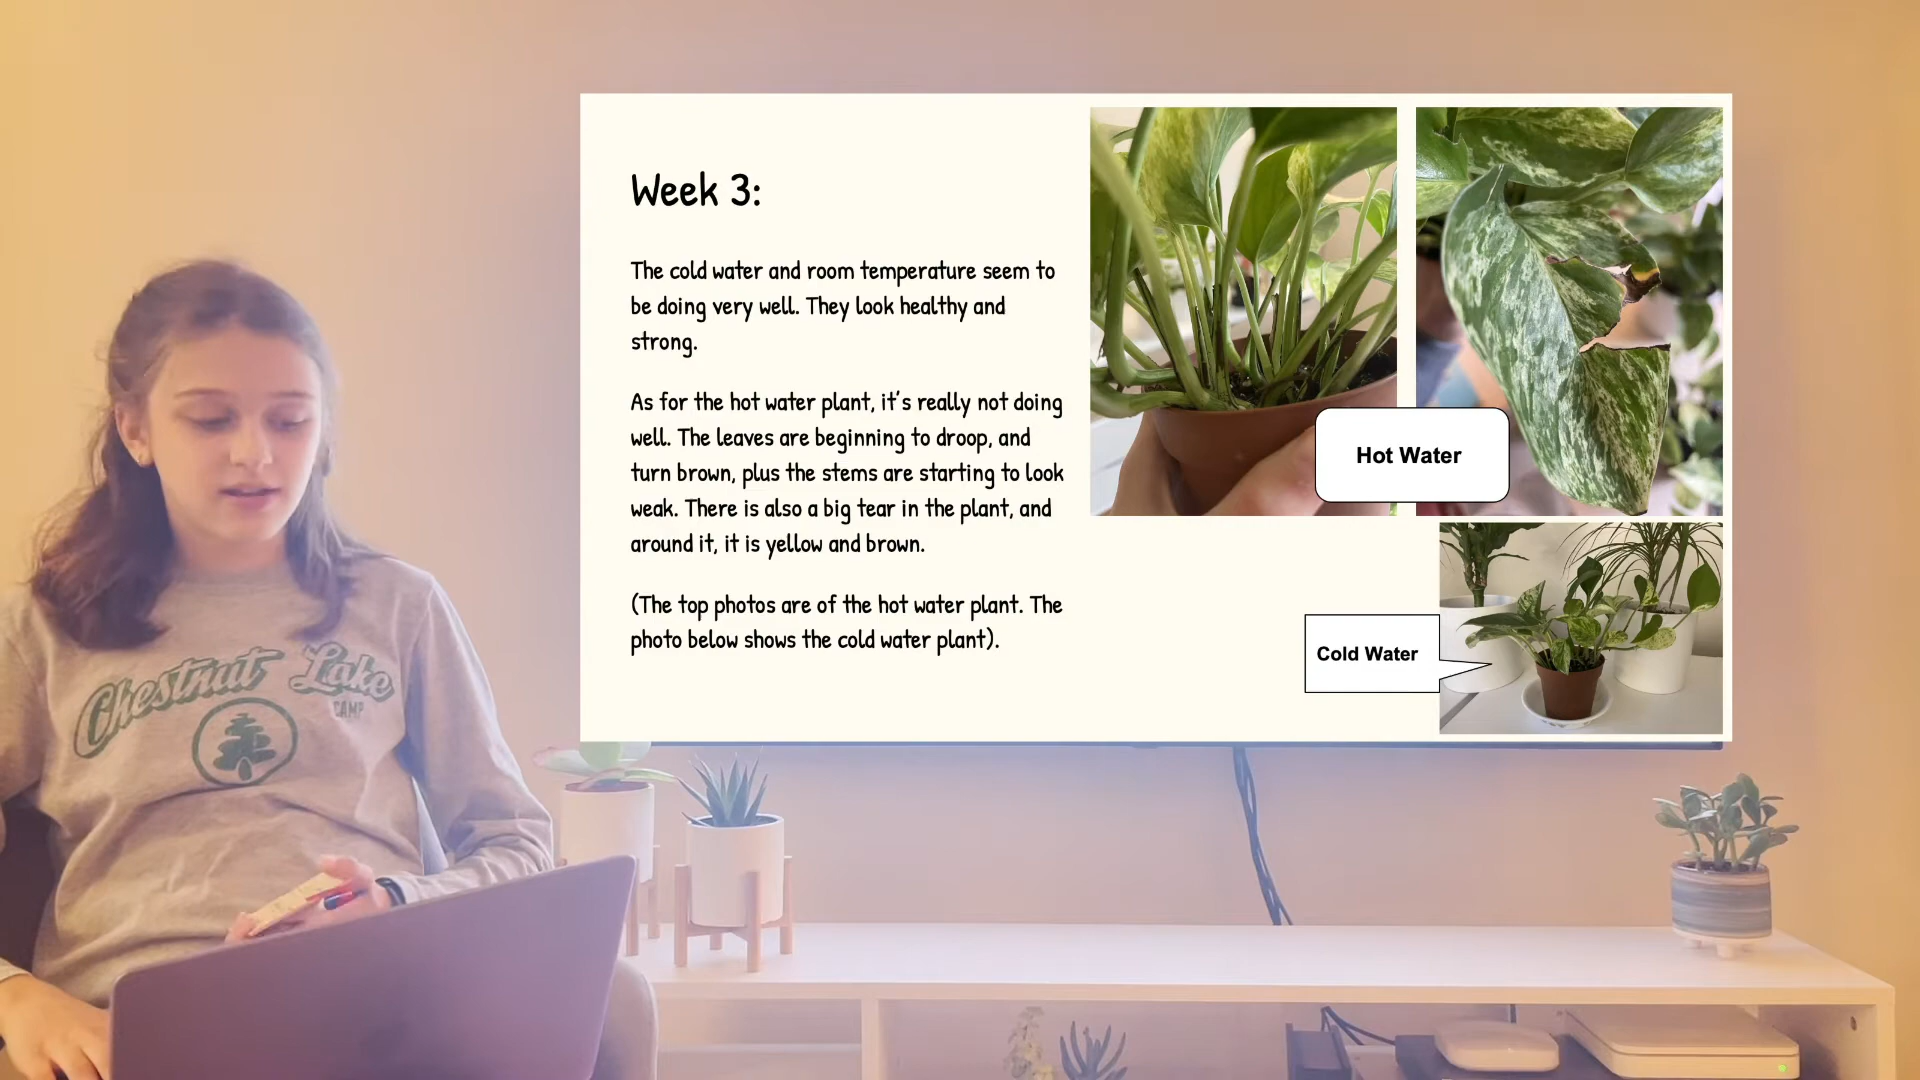 Week 3:
The cold water and room temperature seem to
be doing very well. They look healthy and
strong.
As for the hot water plant, it's really not doing
well. The leaves are beginning to droop, and
turn brown, plus the stems are starting to look
weak. There is also a big tear in the plant, and
around it, it is yellow and brown.
(The top photos are of the hot water plant. The
photo below shows the cold water plant).
Hot Water
Cold Water
Chestnut Lake
CAMP